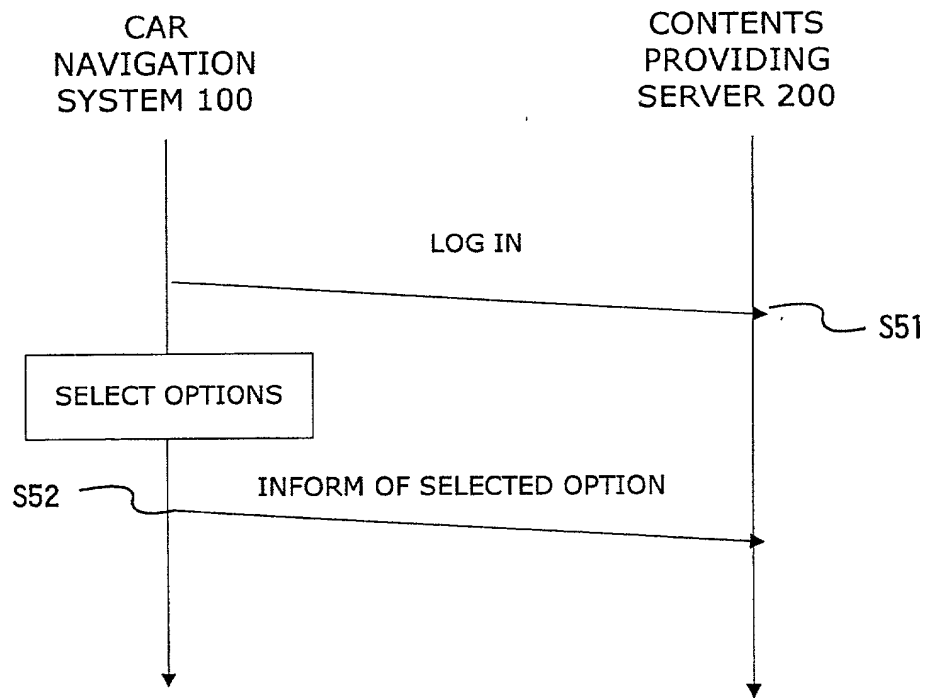 CAR
NAVIGATION
SYSTEM 100
CONTENTS
PROVIDING
SERVER 200
LOG IN
S51
SELECT OPTIONS
S52
INFORM OF SELECTED OPTION